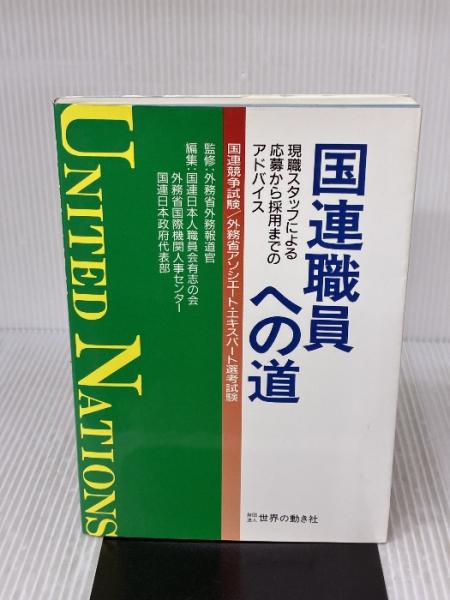 国連職員
への道
現職スタッフによる
応募から採用までの
アドバイス
国連競争試験/外務省アソシエート・エキスパート選考試験
監修:外務省外務報道官
編集:国連日本人職員会有志の会
外務省国際機関人事センター
国連日本政府代表部
UNITED NATIONS
財団法人 世界の動き社